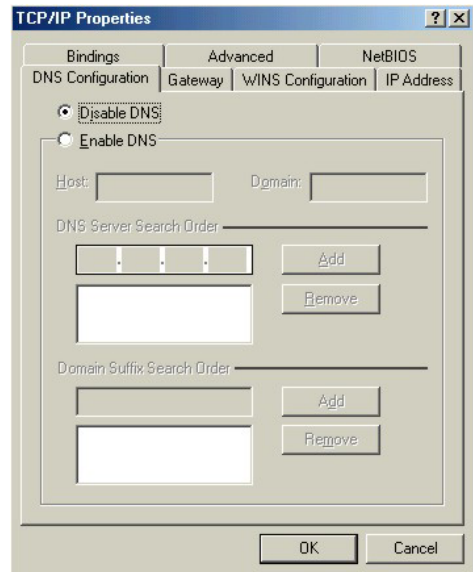 TCP/IP Properties
Bindings Advanced NetBIOS
DNS Configuration Gateway WINS Configuration IP Address
Disable DNS
Enable DNS
Host: Domain:
DNS Server Search Order
Add
Remove
Domain Suffix Search Order
Add
Remove
OK Cancel